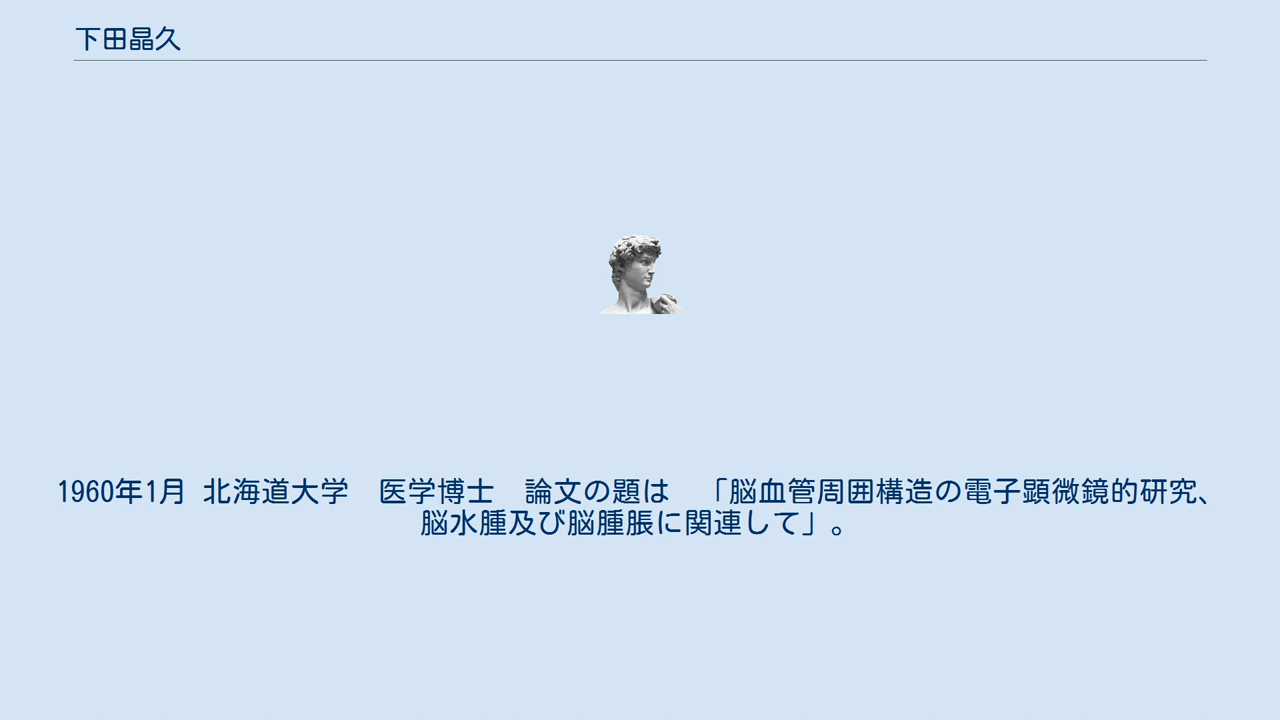 下田晶久
1960年1月 北海道大学　医学博士　論文の題は　「脳血管周囲構造の電子顕微鏡的研究、
脳水腫及び脳腫脹に関連して」。